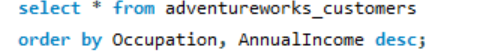 select * from adventureworks_customers
order by Occupation, AnnualIncome desc;